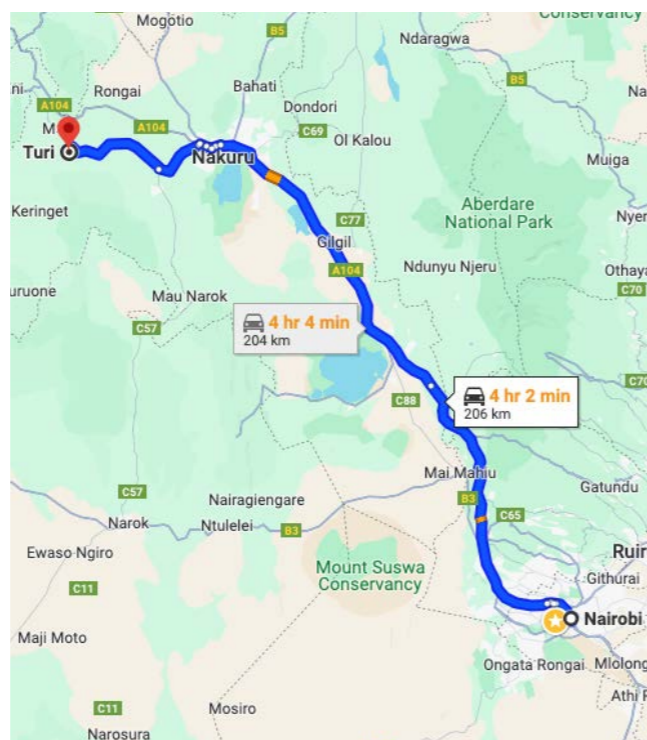 Conservancy
Mogotio
B5
Ndaragwa
Rongai
Bahati
B5
A104
Dondori
A104
C69
Ol Kalou
Turi
Nakuru
Muiga
Keringet
Aberdare
National Park
C77
Gilgil
A104
Ndunyu Njeru
Othaya
C70
Mau Narok
C57
4 hr 4 min
204 km
C70
4 hr 2 min
206 km
C88
Mai Mahiu
Gatundu
C57
Nairagiengare
B3
C65
Narok
Ntulelei
B3
Ewaso Ngiro
Mount Suswa
Conservancy
Ruir
Githurai
C11
Nairobi
Maji Moto
Ongata Rongai
Mlolong
Athi R
C11
Mosiro
Narosura